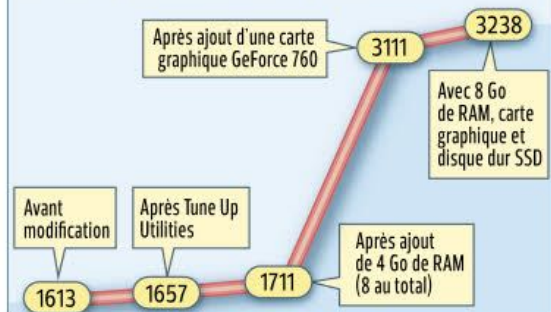 Après ajout d'une carte
graphique GeForce 760
3111
3238
Avec 8 Go
de RAM, carte
graphique et
disque dur SSD
Avant
modification
Après Tune Up
Utilities
Après ajout
de 4 Go de RAM
(8 au total)
1613
1657
1711